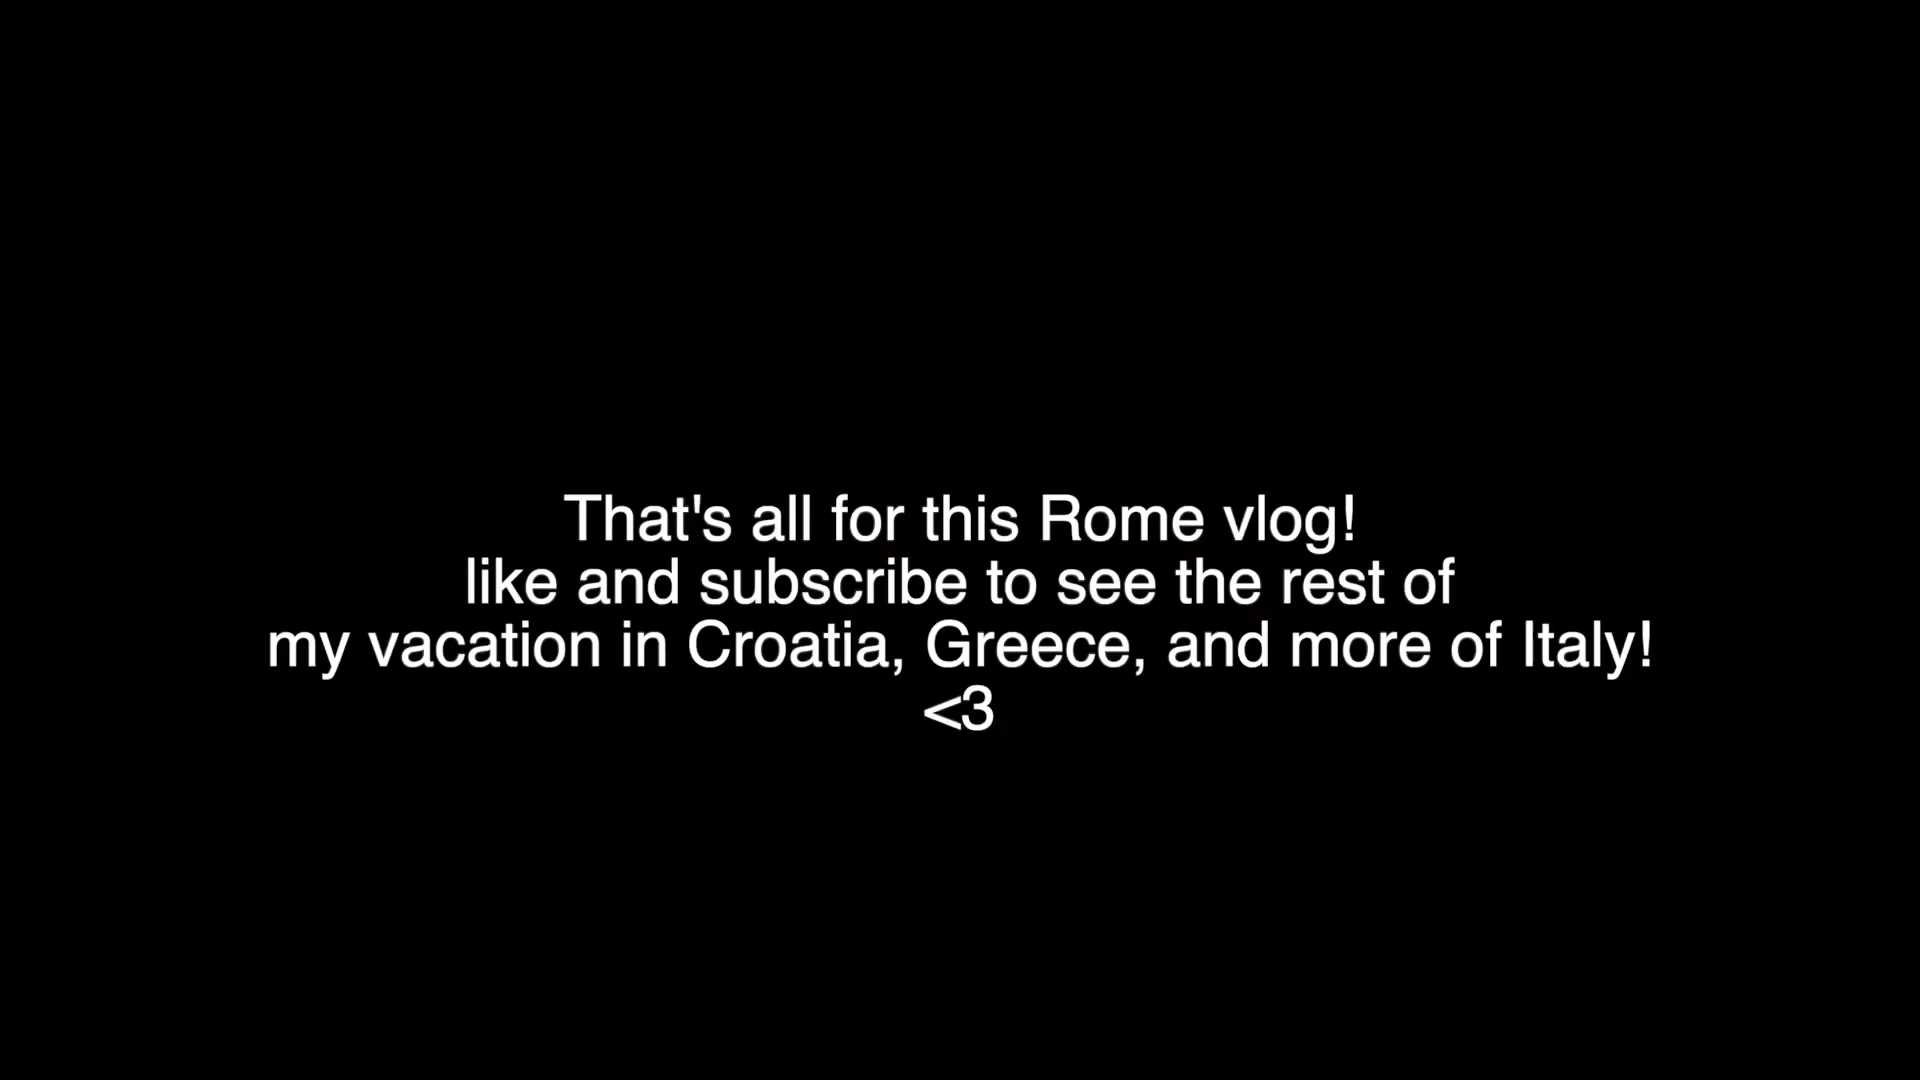 That's all for this Rome vlog!
like and subscribe to see the rest of
my vacation in Croatia, Greece, and more of Italy!
<3